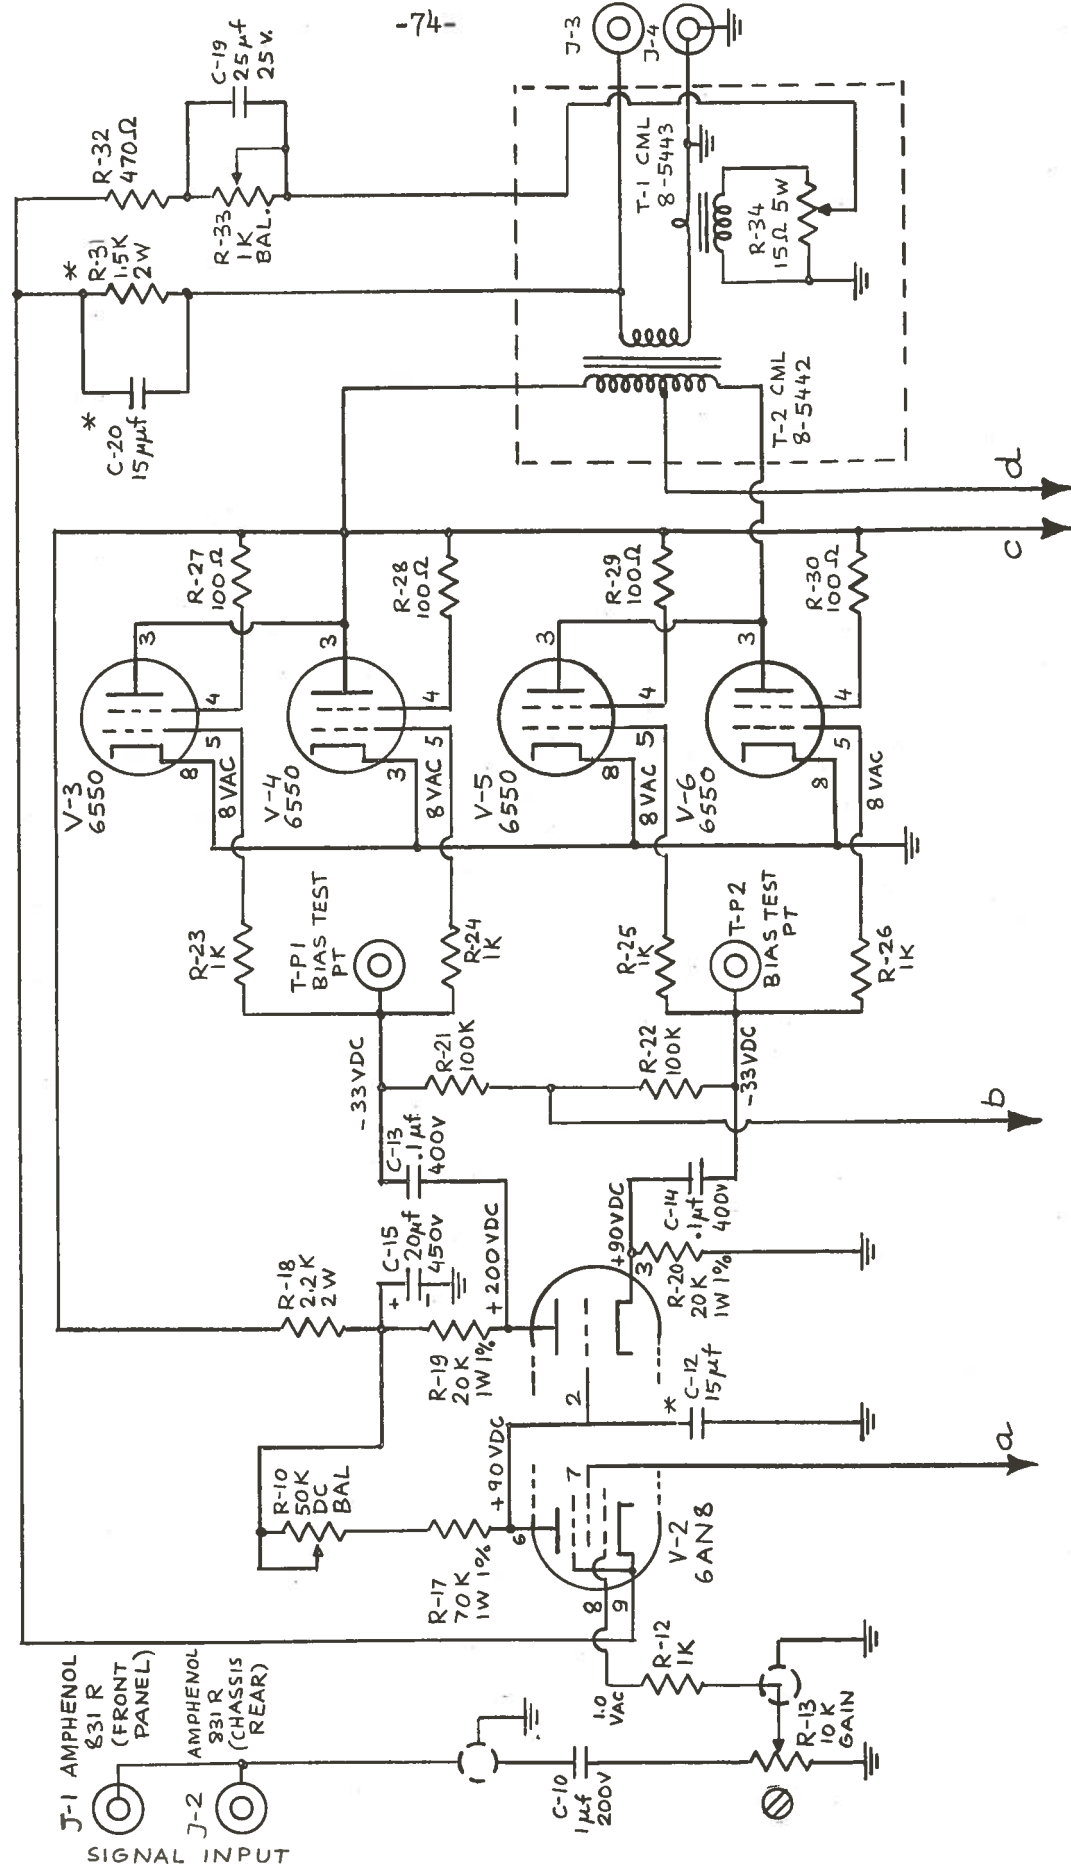 -74-
J-3
J-4
C-19
25 µf
25 V.
R-32
470Ω
R-33
1K
BAL.
*
R-31
1.5K
2W
*
C-20
15µµf
T-1 CML
8-5443
R-34
15Ω 5W
T-2 CML
8-5442
d
c
R-27
100Ω
R-28
100Ω
R-29
100Ω
R-30
100Ω
V-3
6550
3
4
5
8
8 VAC
V-4
6550
3
4
5
3
8 VAC
V-5
6550
3
4
5
8
8 VAC
V-6
6550
3
4
5
8
8 VAC
R-23
1K
T-P1
BIAS TEST
PT
R-24
1K
R-25
1K
T-P2
BIAS TEST
PT
R-26
1K
-33VDC
R-21
100K
R-22
100K
-33VDC
b
C-13
.1µf
400V
C-15
20µf
450V
+
-
R-18
2.2K
2W
+200VDC
R-19
20K
1W 1%
+90VDC
C-14
.1µf
400V
3
R-20
20K
1W 1%
2
*
C-12
15µf
+90VDC
a
R-10
50K
DC
BAL
6
7
R-17
70K
1W 1%
8
9
V-2
6AN8
J-1 AMPHENOL
831 R
(FRONT
PANEL)
J-2
AMPHENOL
831 R
(CHASSIS
REAR)
1.0
VAC
R-12
1K
R-13
10K
GAIN
C-10
1µf
200V
SIGNAL INPUT